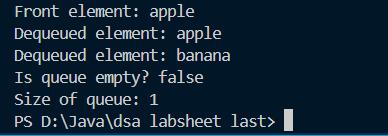 Front element: apple
Dequeued element: apple
Dequeued element: banana
Is queue empty? false
Size of queue: 1
PS D:\Java\dsa labsheet last>